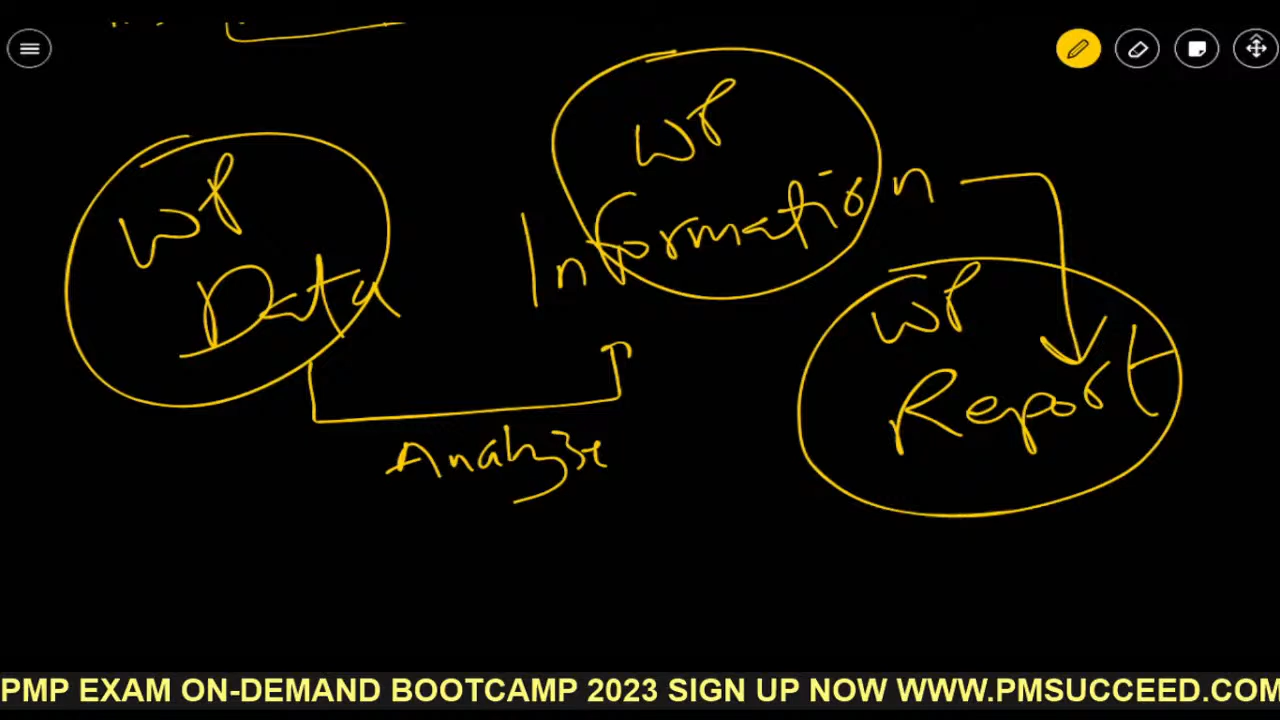 WP
Data
WP
Information
WP
Report
Analyze
PMP EXAM ON-DEMAND BOOTCAMP 2023 SIGN UP NOW WWW.PMSUCCEED.COM